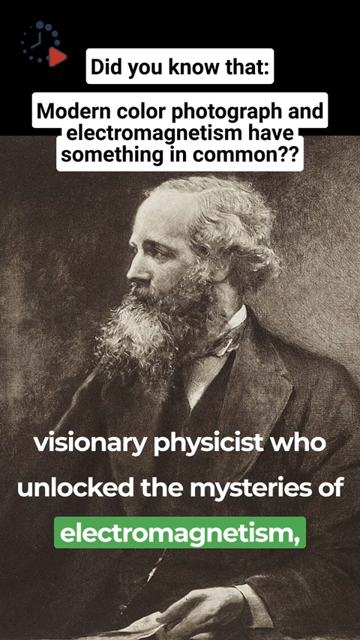 Did you know that:
Modern color photograph and
electromagnetism have
something in common??
visionary physicist who
unlocked the mysteries of
electromagnetism,